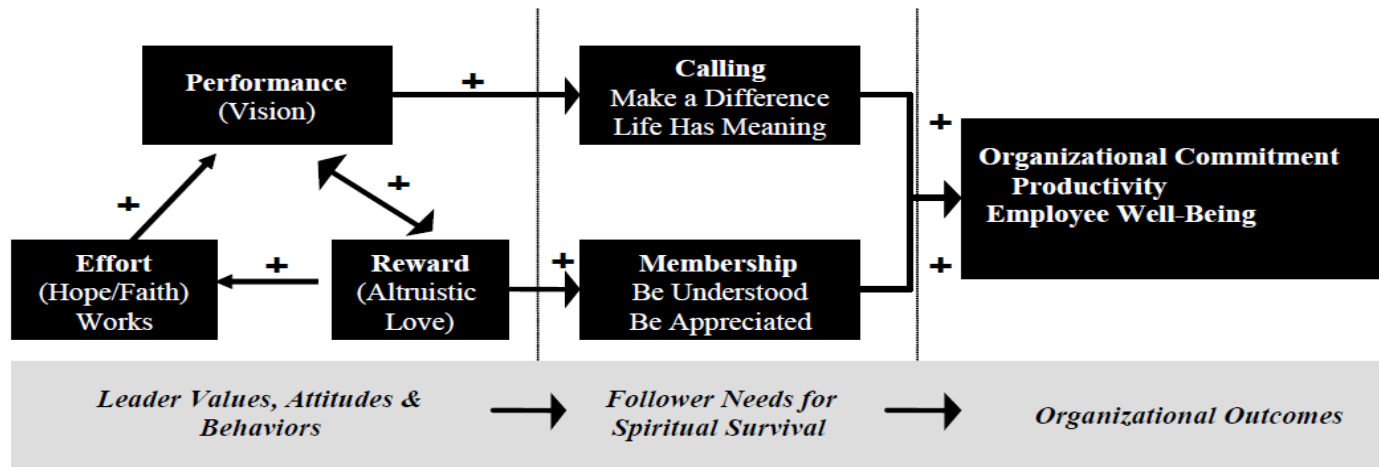 Performance
(Vision)
+
Calling
Make a Difference
Life Has Meaning
+
Organizational Commitment
Productivity
Employee Well-Being
+
+
Effort
(Hope/Faith)
Works
+
Reward
(Altruistic
Love)
+
Membership
Be Understood
Be Appreciated
+
Leader Values, Attitudes &
Behaviors
Follower Needs for
Spiritual Survival
Organizational Outcomes